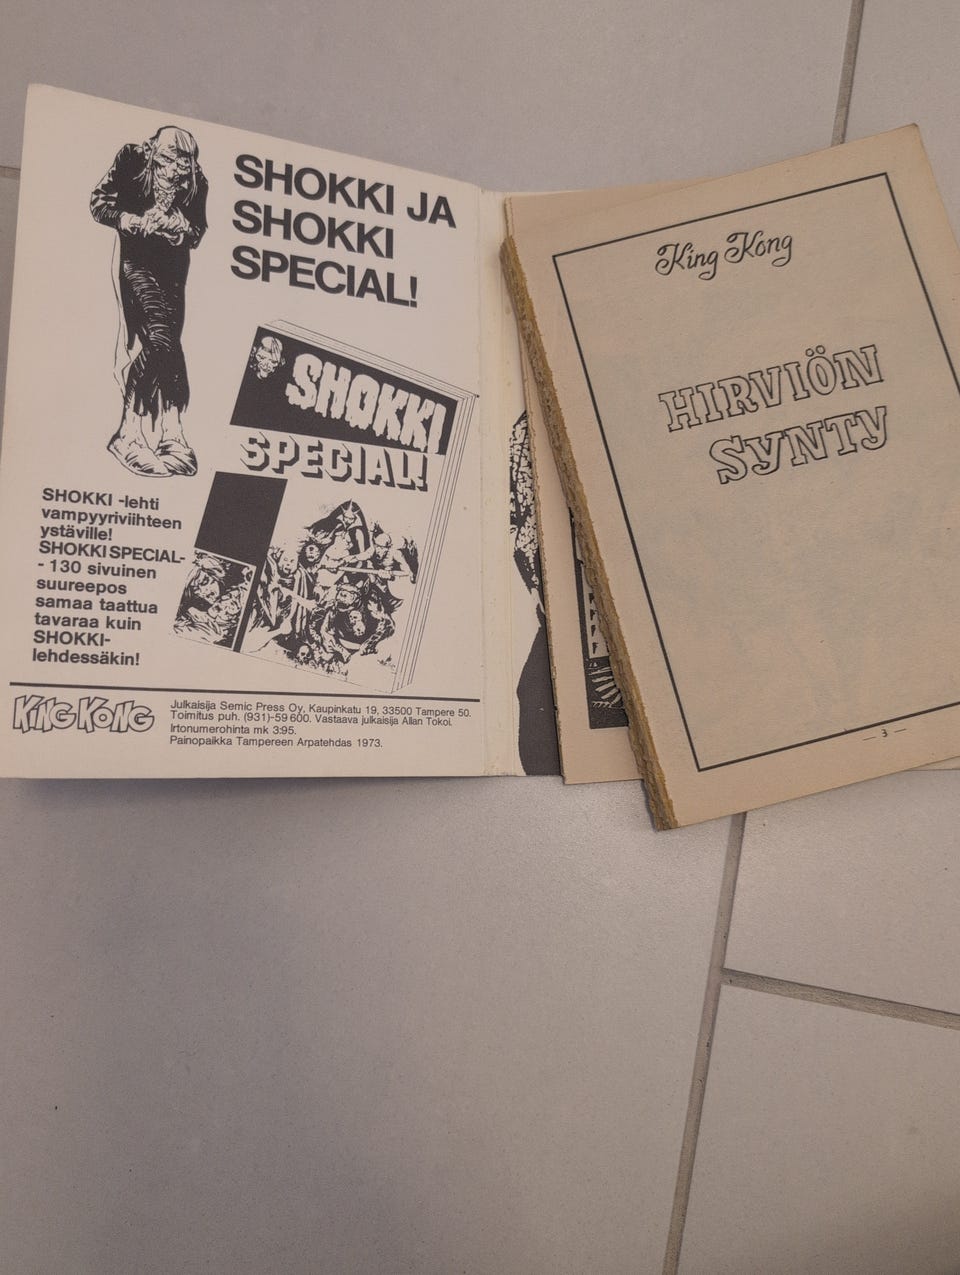 SHOKKI JA
SHOKKI
SPECIAL!
SHOKKI
SPECIAL!
SHOKKI -lehti
vampyyriviihteen
ystäville!
SHOKKI SPECIAL-
- 130 sivuinen
suureepos
samaa taattua
tavaraa kuin
SHOKKI-
lehdessäkin!
KING KONG
Julkaisija Semic Press Oy, Kaupinkatu 19, 33500 Tampere 50.
Toimitus puh. (931)-59 600. Vastaava julkaisija Allan Tokoi.
Irtonumerohinta mk 3:95.
Painopaikka Tampereen Arpatehdas 1973.
King Kong
HIRVIÖN
SYNTY
— 3 —